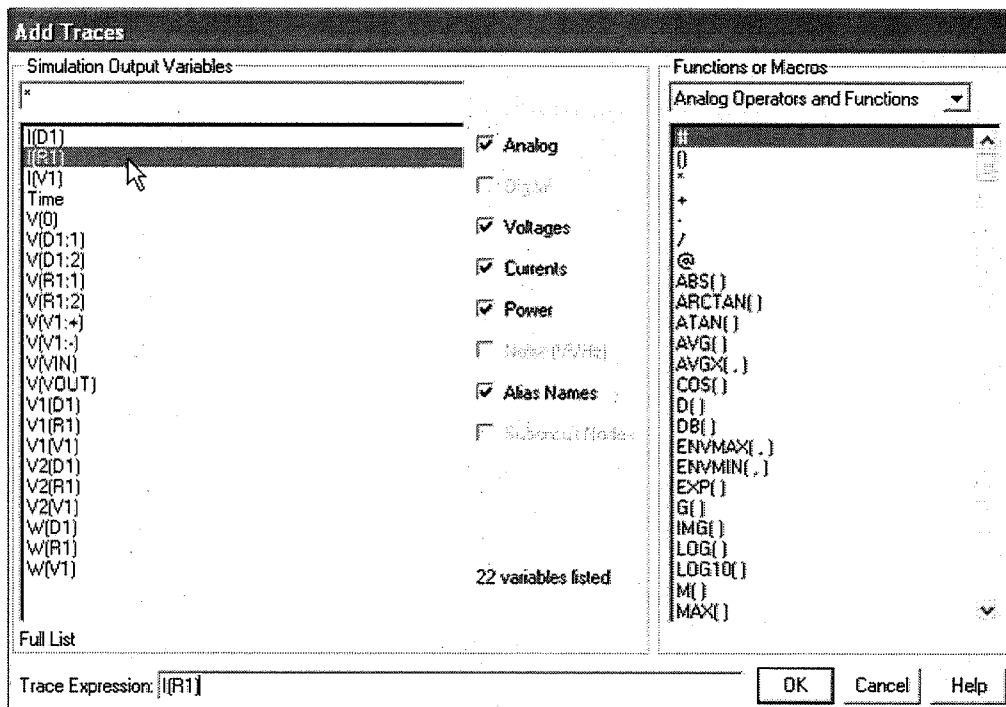 Add Traces
Simulation Output Variables
*
I(D1)
I(R1)
I(V1)
Time
V(0)
V(D1:1)
V(D1:2)
V(R1:1)
V(R1:2)
V(V1:+)
V(V1:-)
V(VIN)
V(VOUT)
V1(D1)
V1(R1)
V1(V1)
V2(D1)
V2(R1)
V2(V1)
W(D1)
W(R1)
W(V1)
Full List
Analog
Digital
Voltages
Currents
Power
Noise (V²/Hz)
Alias Names
Subcircuit Nodes
22 variables listed
Functions or Macros
Analog Operators and Functions
#
()
*
+
-
/
@
ABS( )
ARCTAN( )
ATAN( )
AVG( )
AVGX( , )
COS( )
D( )
DB( )
ENVMAX( , )
ENVMIN( , )
EXP( )
G( )
IMG( )
LOG( )
LOG10( )
M( )
MAX( )
Trace Expression: I(R1)
OK Cancel Help